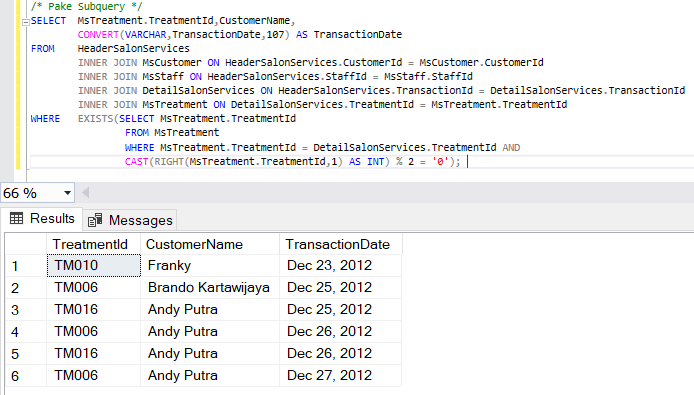 /* Pake Subquery */
SELECT MsTreatment.TreatmentId,CustomerName,
CONVERT(VARCHAR,TransactionDate,107) AS TransactionDate
FROM HeaderSalonServices
INNER JOIN MsCustomer ON HeaderSalonServices.CustomerId = MsCustomer.CustomerId
INNER JOIN MsStaff ON HeaderSalonServices.StaffId = MsStaff.StaffId
INNER JOIN DetailSalonServices ON HeaderSalonServices.TransactionId = DetailSalonServices.TransactionId
INNER JOIN MsTreatment ON DetailSalonServices.TreatmentId = MsTreatment.TreatmentId
WHERE EXISTS(SELECT MsTreatment.TreatmentId
FROM MsTreatment
WHERE MsTreatment.TreatmentId = DetailSalonServices.TreatmentId AND
CAST(RIGHT(MsTreatment.TreatmentId,1) AS INT) % 2 = '0');
66 %
Results Messages
TreatmentId CustomerName TransactionDate
1 TM010 Franky Dec 23, 2012
2 TM006 Brando Kartawijaya Dec 25, 2012
3 TM016 Andy Putra Dec 25, 2012
4 TM006 Andy Putra Dec 26, 2012
5 TM016 Andy Putra Dec 26, 2012
6 TM006 Andy Putra Dec 27, 2012